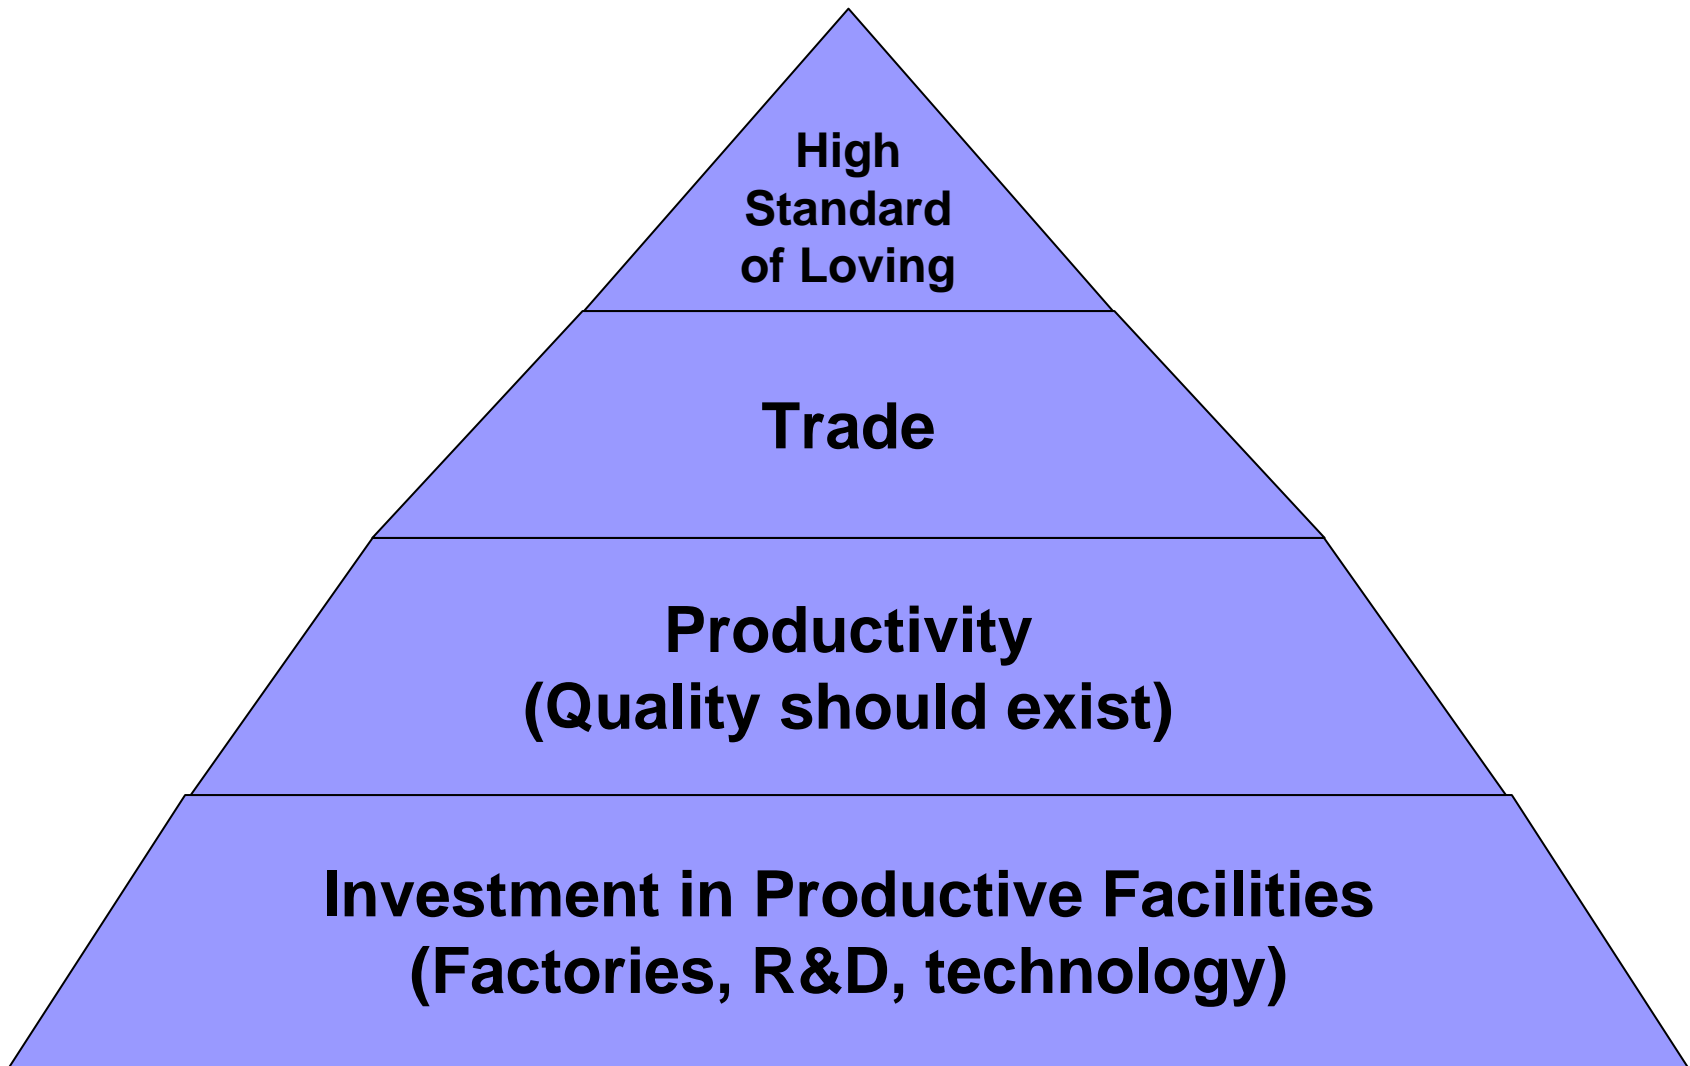 High
Standard
of Loving
Trade
Productivity
(Quality should exist)
Investment in Productive Facilities
(Factories, R&D, technology)